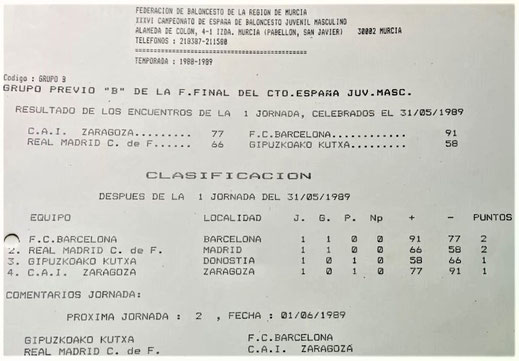 FEDERACION DE BALONCESTO DE LA REGION DE MURCIA
XXXVI CAMPEONATO DE ESPAÑA DE BALONCESTO JUVENIL MASCULINO
ALAMEDA DE COLON, 4-1 IZDA. MURCIA (PABELLON, SAN JAVIER) 30002 MURCIA
TELEFONOS : 218387-211500
TEMPORADA : 1988-1989
Codigo : GRUPO B
GRUPO PREVIO "B" DE LA F.FINAL DEL CTO.ESPAÑA JUV.MASC.
RESULTADO DE LOS ENCUENTROS DE LA 1 JORNADA, CELEBRADOS EL 31/05/1989
C.A.I. ZARAGOZA......... 77 F.C.BARCELONA............ 91
REAL MADRID C. de F..... 66 GIPUZKOAKO KUTXA......... 58
CLASIFICACION
DESPUES DE LA 1 JORNADA DEL 31/05/1989
EQUIPO LOCALIDAD J. G. P. Np + - PUNTOS
F.C.BARCELONA BARCELONA 1 1 0 0 91 77 2
2. REAL MADRID C. de F. MADRID 1 1 0 0 66 58 2
3. GIPUZKOAKO KUTXA DONOSTIA 1 0 1 0 58 66 1
4. C.A.I. ZARAGOZA ZARAGOZA 1 0 1 0 77 91 1
COMENTARIOS JORNADA:
PROXIMA JORNADA : 2 , FECHA : 01/06/1989
GIPUZKOAKO KUTXA F.C.BARCELONA
REAL MADRID C. de F. C.A.I. ZARAGOZA